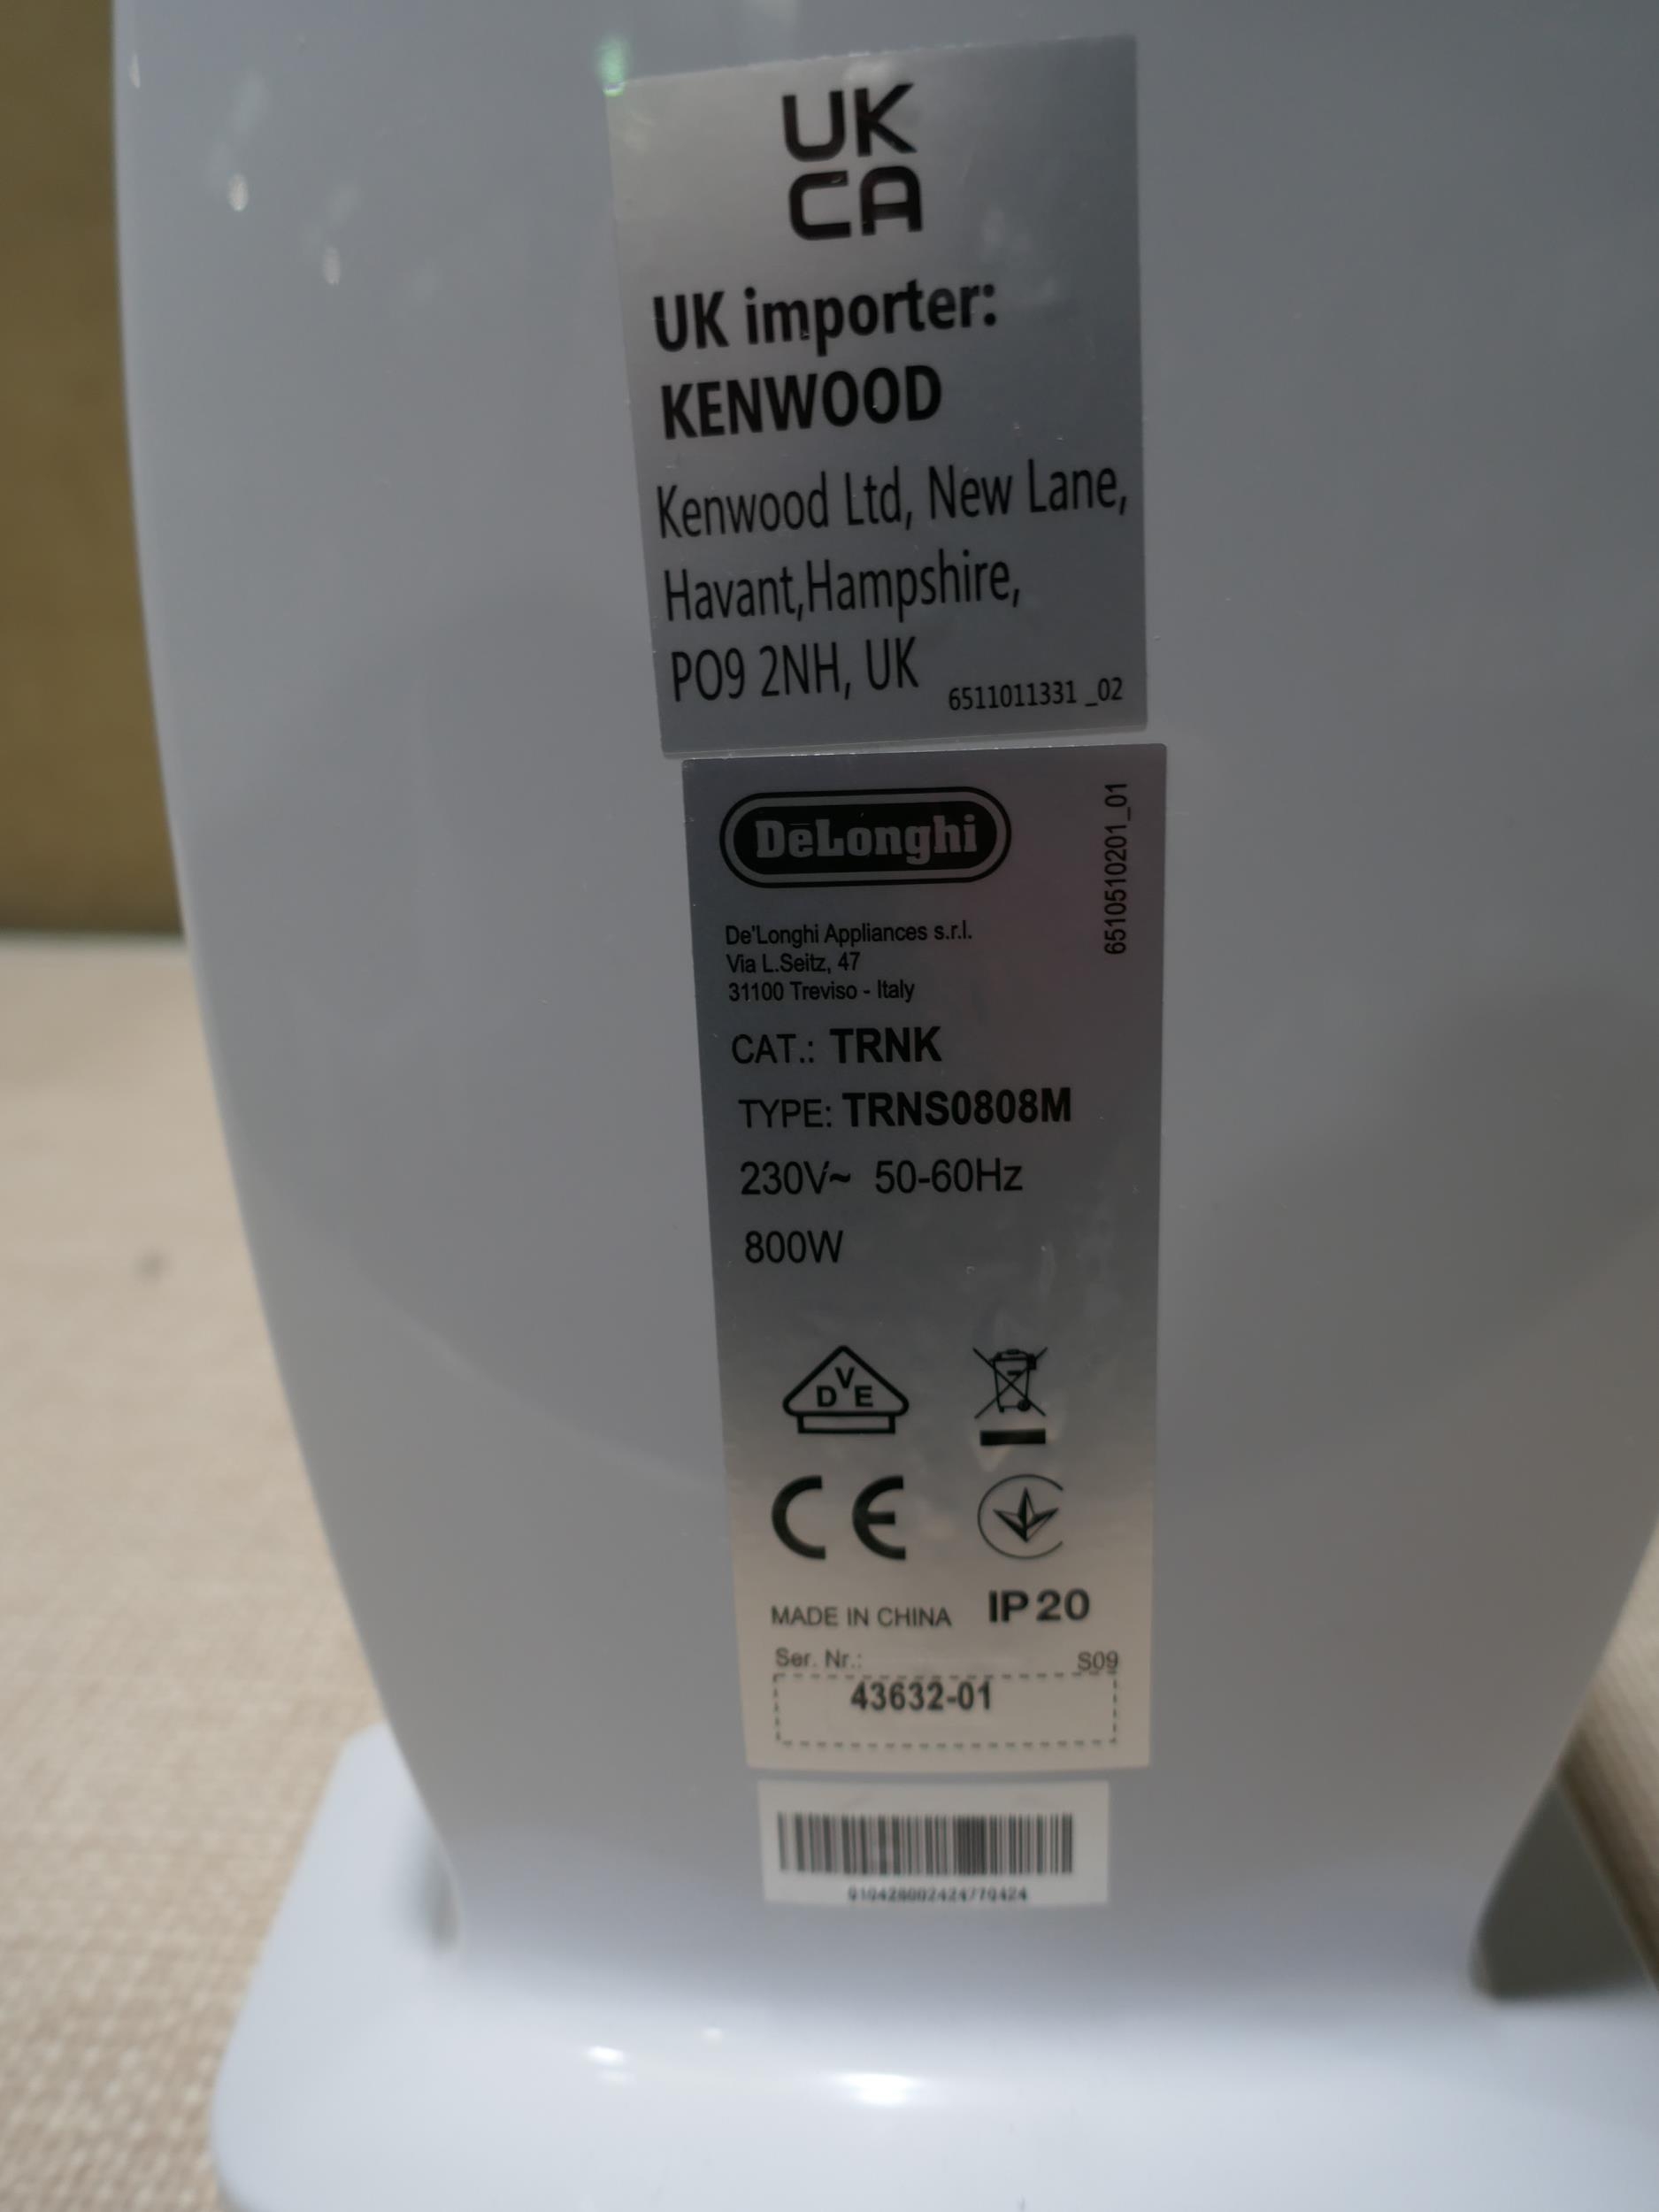 UK
CA
UK importer:
KENWOOD
Kenwood Ltd, New Lane,
Havant,Hampshire,
PO9 2NH, UK
6511011331 _02
DēLonghi
6510510201_01
De'Longhi Appliances s.r.l.
Via L.Seitz, 47
31100 Treviso - Italy
CAT.: TRNK
TYPE: TRNS0808M
230V~ 50-60Hz
800W
DVE
CE
MADE IN CHINA IP20
Ser. Nr.: S09
43632-01